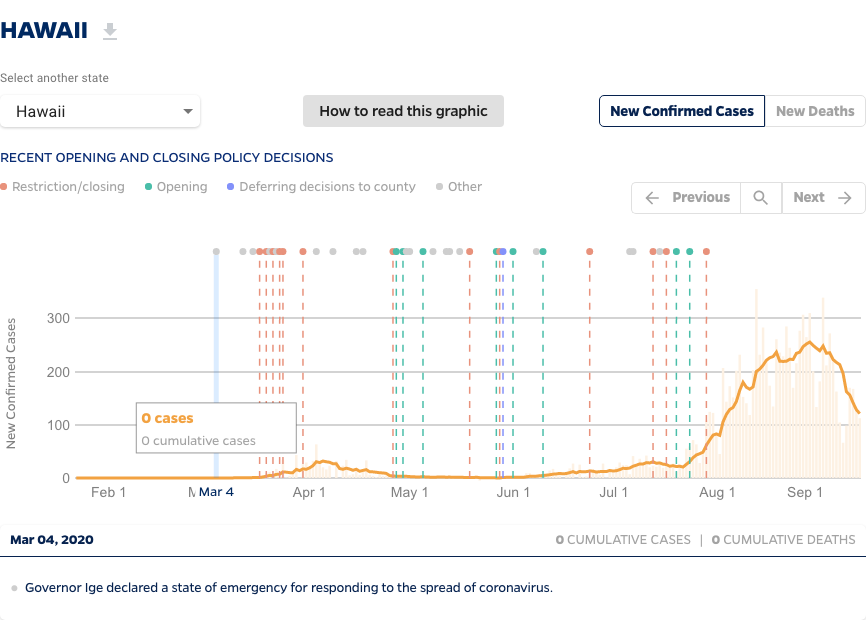 HAWAII
Select another state
Hawaii
How to read this graphic
New Confirmed Cases
New Deaths
RECENT OPENING AND CLOSING POLICY DECISIONS
Restriction/closing
Opening
Deferring decisions to county
Other
Previous
Next
New Confirmed Cases
300
200
100
0
0 cases
0 cumulative cases
Feb 1
M
Mar 4
Apr 1
May 1
Jun 1
Jul 1
Aug 1
Sep 1
Mar 04, 2020
0 CUMULATIVE CASES | 0 CUMULATIVE DEATHS
Governor Ige declared a state of emergency for responding to the spread of coronavirus.